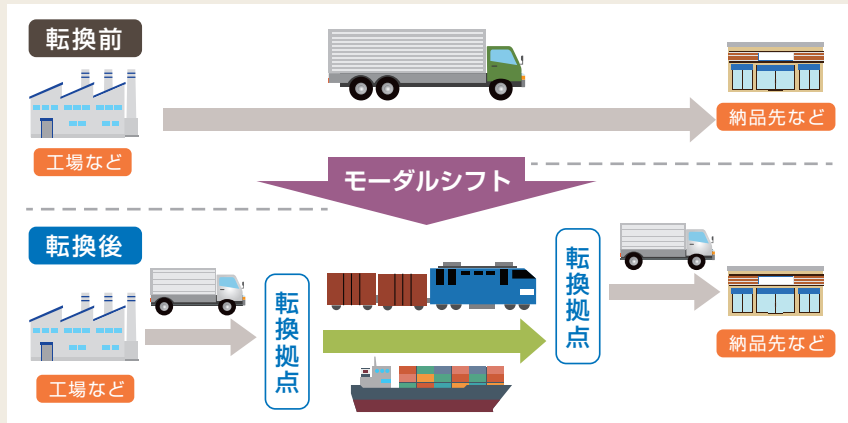 転換前
工場など
納品先など
モーダルシフト
転換後
工場など
転換拠点
転換拠点
納品先など